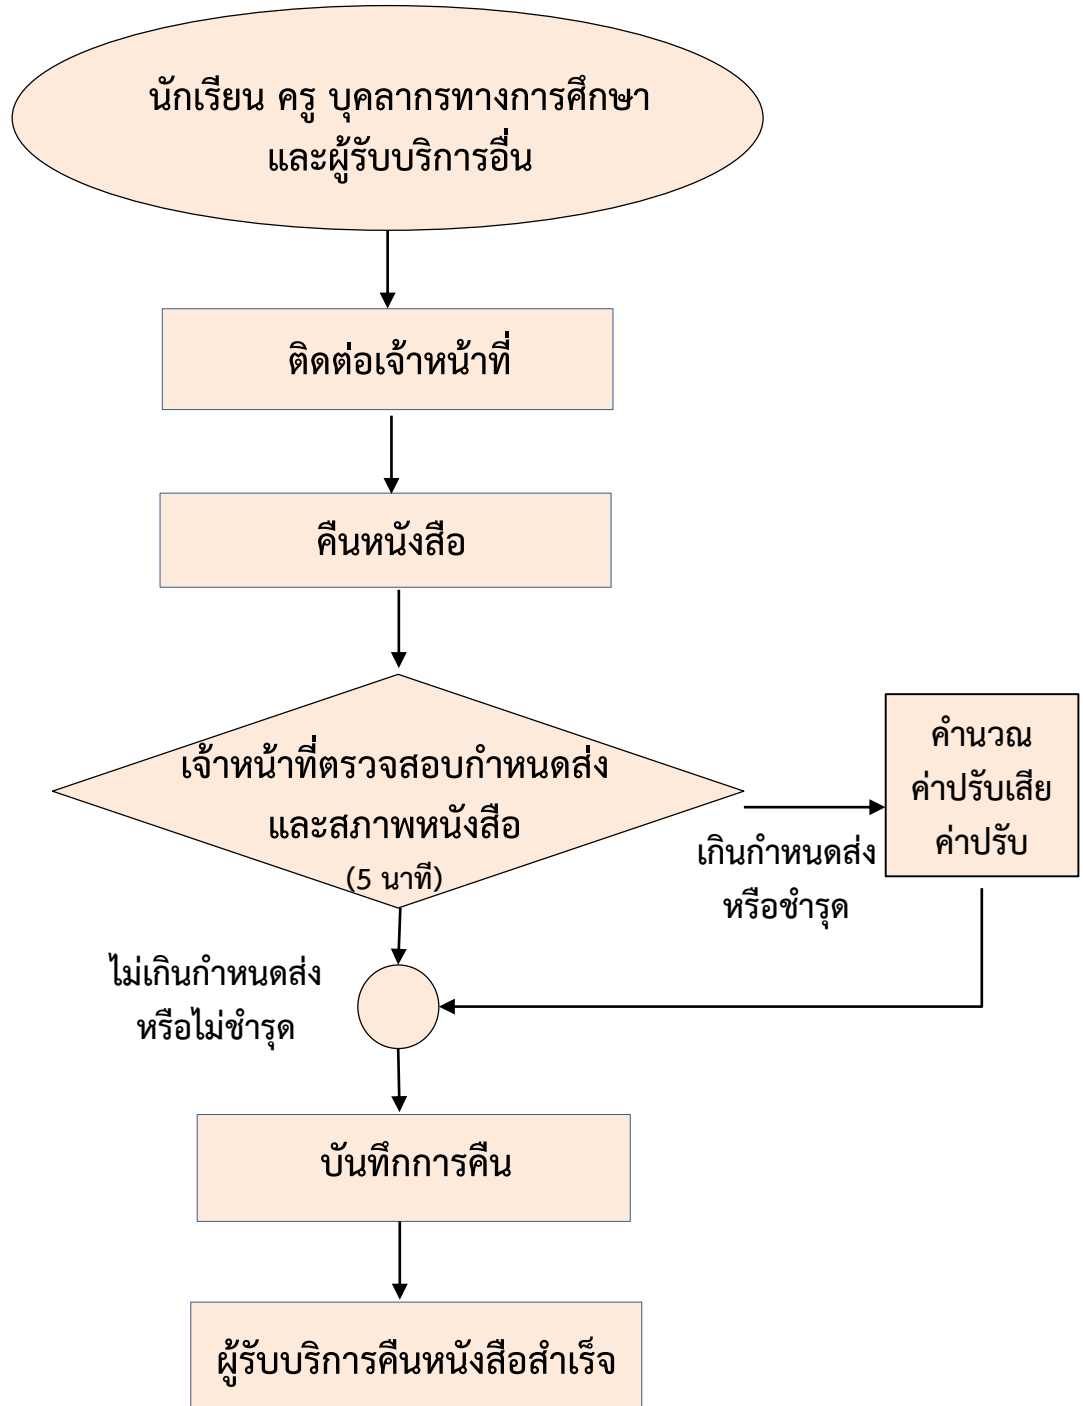 นักเรียน ครู บุคลากรทางการศึกษา
และผู้รับบริการอื่น
ติดต่อเจ้าหน้าที่
คืนหนังสือ
เจ้าหน้าที่ตรวจสอบกำหนดส่ง
และสภาพหนังสือ
(5 นาที)
คำนวณ
ค่าปรับเสีย
ค่าปรับ
เกินกำหนดส่ง
หรือชำรุด
ไม่เกินกำหนดส่ง
หรือไม่ชำรุด
บันทึกการคืน
ผู้รับบริการคืนหนังสือสำเร็จ